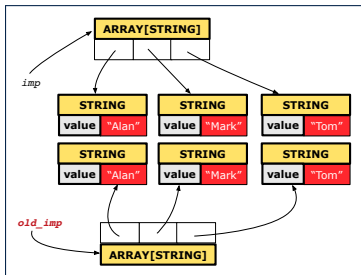 ARRAY[STRING]
imp
STRING STRING STRING
value "Alan" value "Mark" value "Tom"
STRING STRING STRING
value "Alan" value "Mark" value "Tom"
old_imp
ARRAY[STRING]